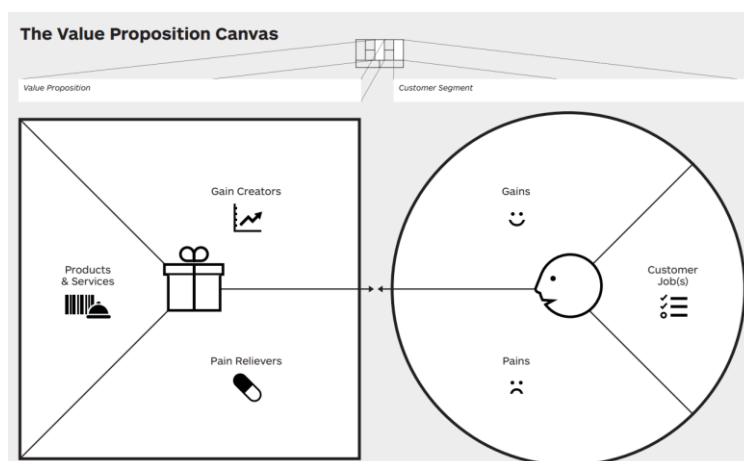 The Value Proposition Canvas
Value Proposition
Customer Segment
Gain Creators
Gains
Products
& Services
Customer
Job(s)
Pain Relievers
Pains